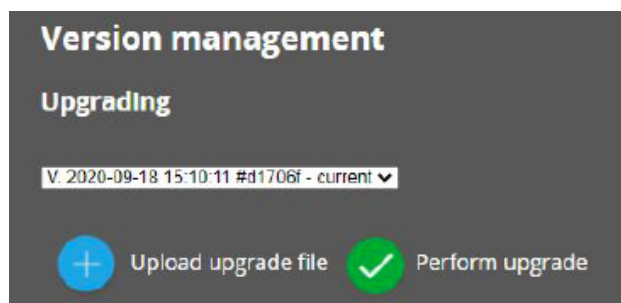 Version management
Upgrading
V. 2020-09-18 15:10:11 #d1706f - current
Upload upgrade file
Perform upgrade